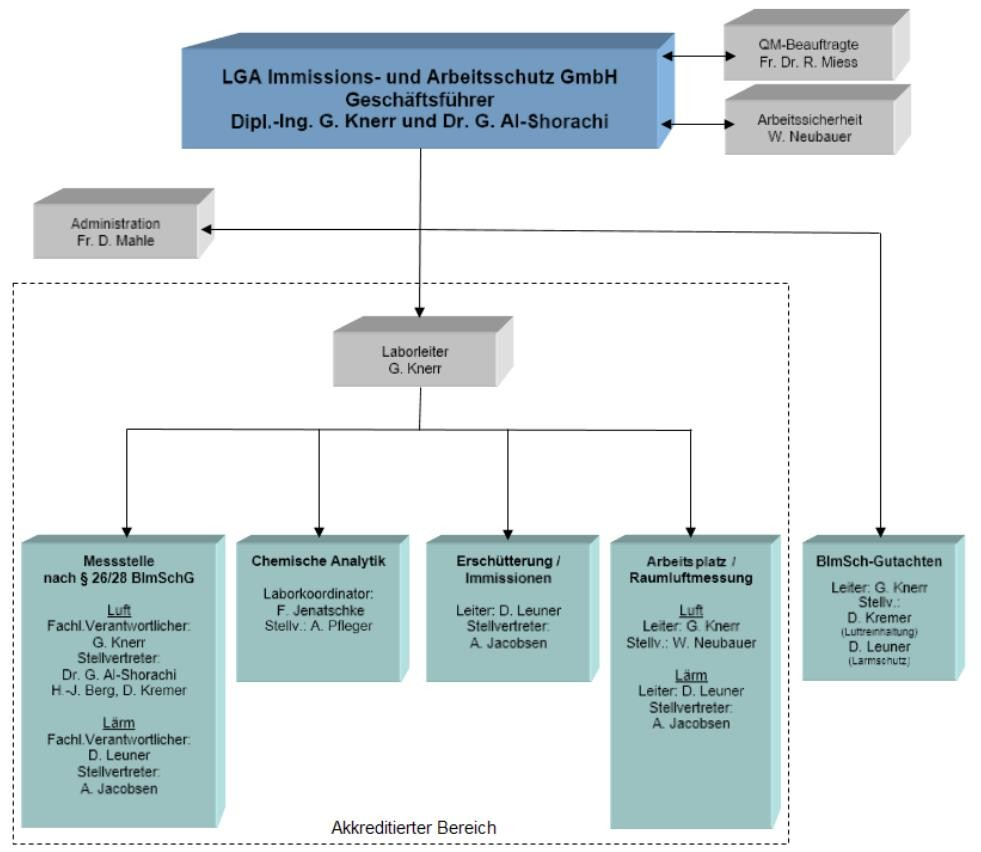 LGA Immissions- und Arbeitsschutz GmbH
Geschäftsführer
Dipl.-Ing. G. Knerr und Dr. G. Al-Shorachi
QM-Beauftragte
Fr. Dr. R. Miess
Arbeitssicherheit
W. Neubauer
Administration
Fr. D. Mahle
Laborleiter
G. Knerr
Messstelle
nach § 26/28 BImSchG
Luft
Fachl.Verantwortlicher:
G. Knerr
Stellvertreter:
Dr. G. Al-Shorachi
H.-J. Berg, D. Kremer
Lärm
Fachl.Verantwortlicher:
D. Leuner
Stellvertreter:
A. Jacobsen
Chemische Analytik
Laborkoordinator:
F. Jenatschke
Stellv.: A. Pfleger
Erschütterung /
Immissionen
Leiter: D. Leuner
Stellvertreter:
A. Jacobsen
Arbeitsplatz /
Raumluftmessung
Luft
Leiter: G. Knerr
Stellv.: W. Neubauer
Lärm
Leiter: D. Leuner
Stellvertreter:
A. Jacobsen
BImSch-Gutachten
Leiter: G. Knerr
Stellv.:
D. Kremer
(Luftreinhaltung)
D. Leuner
(Larmschutz)
Akkreditierter Bereich